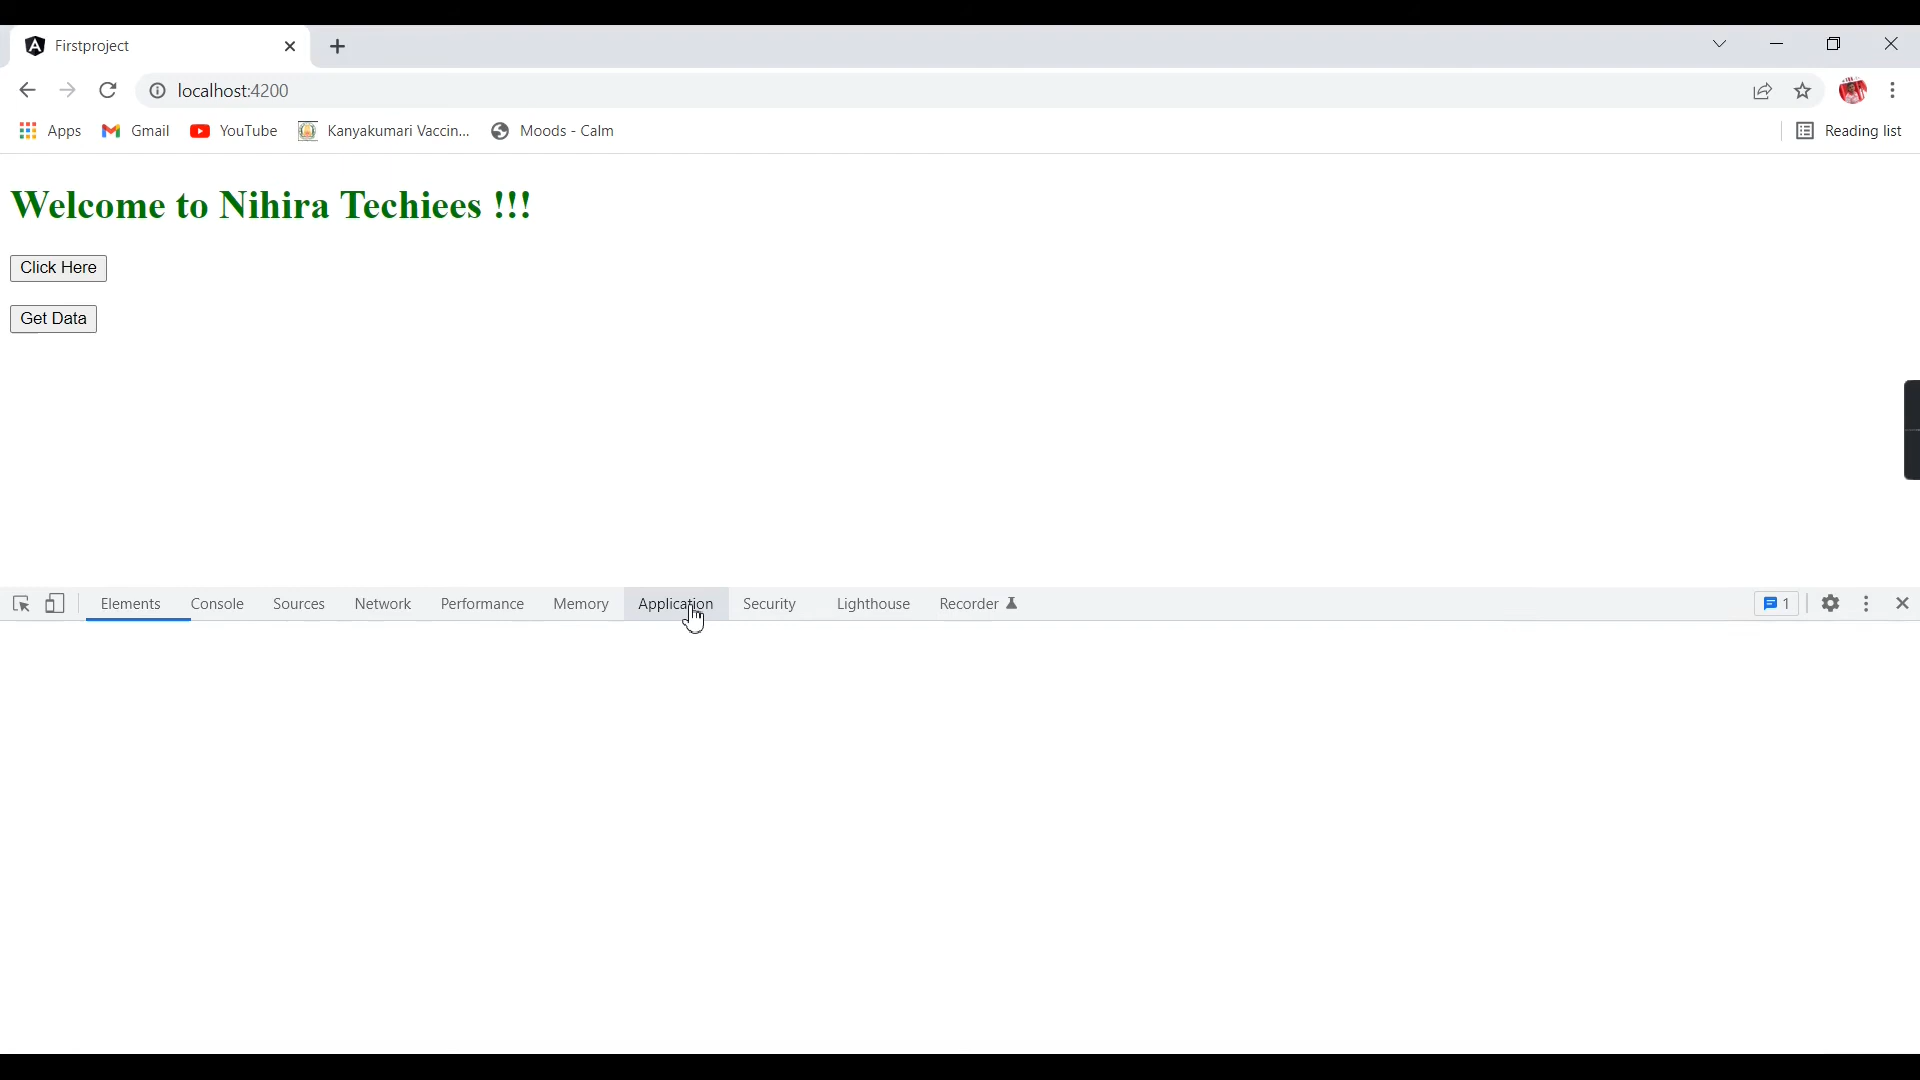 Firstproject
localhost:4200
Apps Gmail YouTube Kanyakumari Vaccin... Moods - Calm Reading list
Welcome to Nihira Techiees !!!
Click Here
Get Data
Elements Console Sources Network Performance Memory Application Security Lighthouse Recorder 1